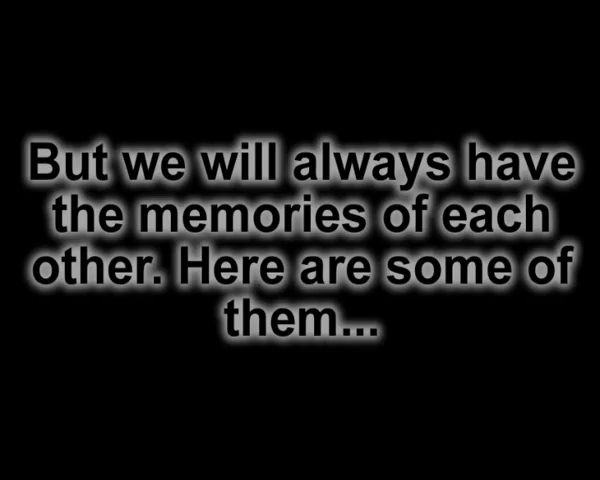 But we will always have
the memories of each
other. Here are some of
them...